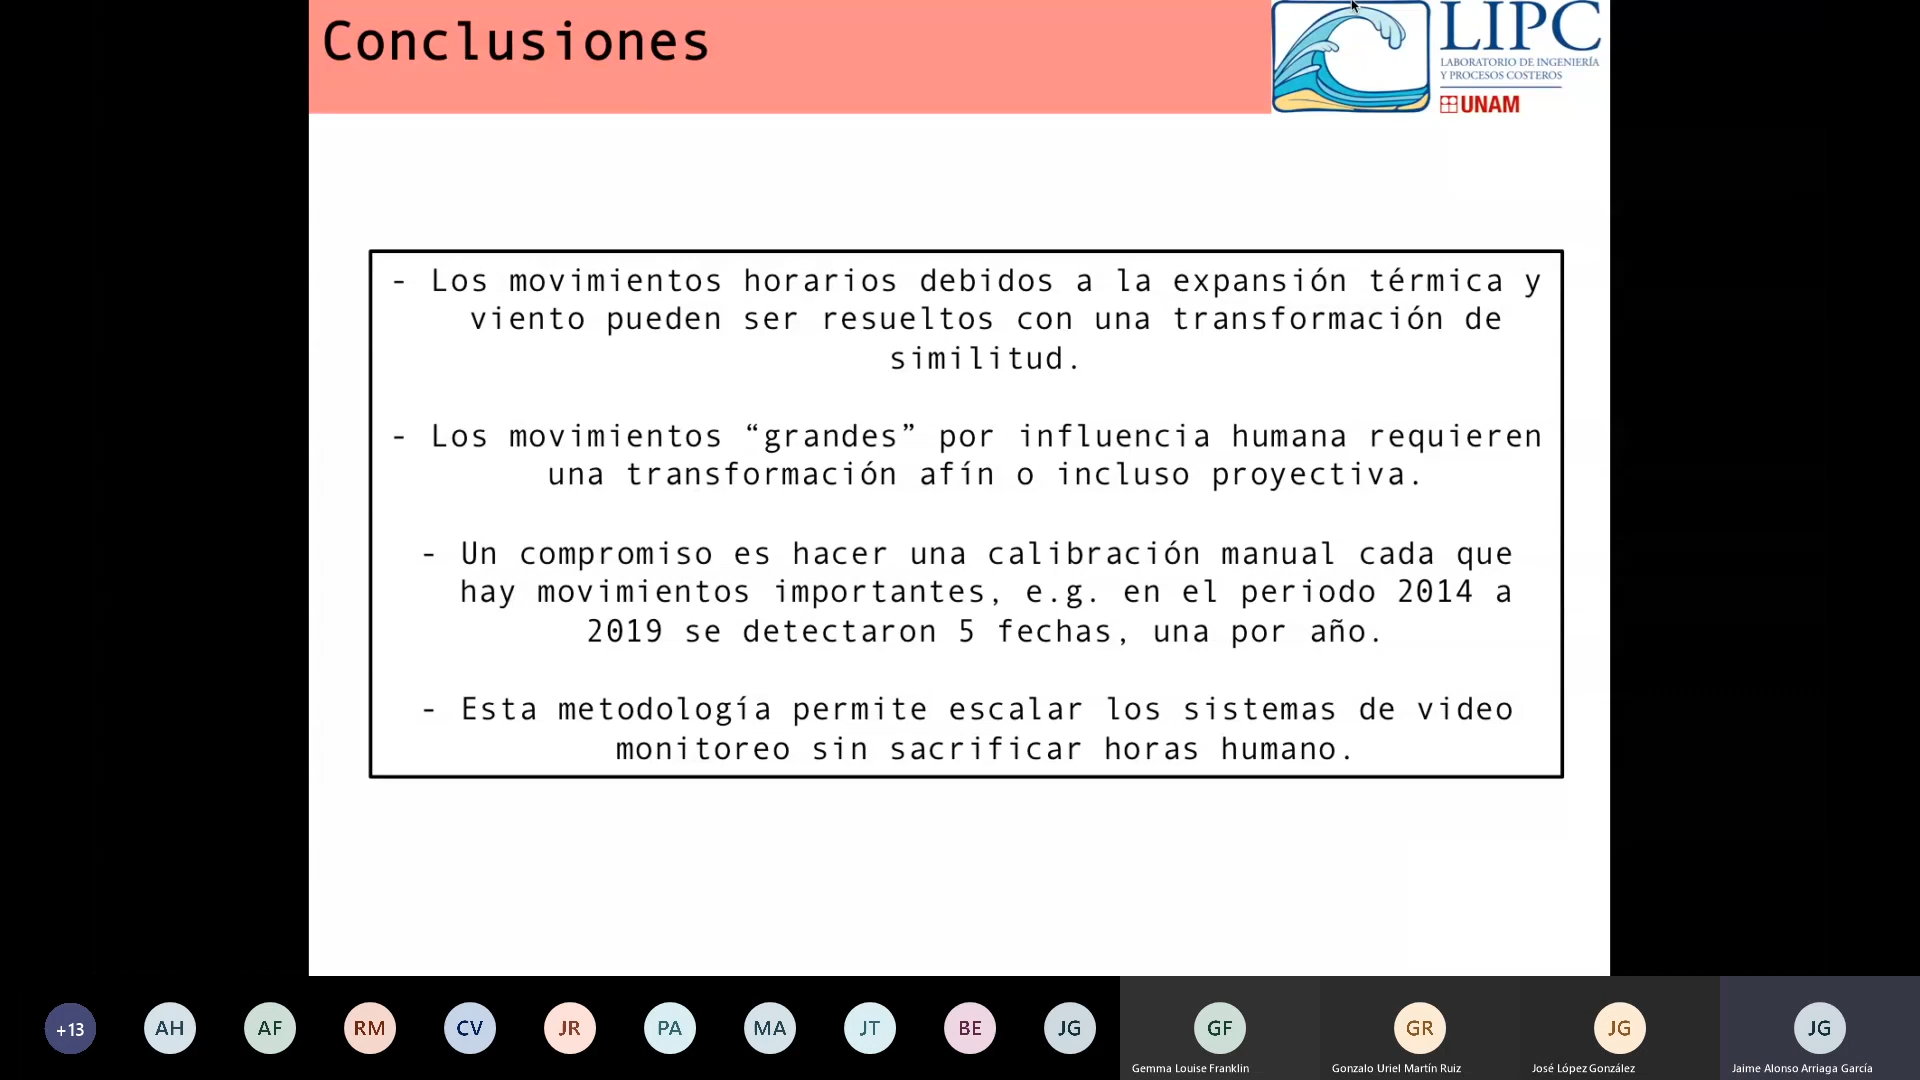 Conclusiones
LIPC
LABORATORIO DE INGENIERÍA
Y PROCESOS COSTEROS
UNAM
- Los movimientos horarios debidos a la expansión térmica y
viento pueden ser resueltos con una transformación de
similitud.
- Los movimientos “grandes” por influencia humana requieren
una transformación afín o incluso proyectiva.
- Un compromiso es hacer una calibración manual cada que
hay movimientos importantes, e.g. en el periodo 2014 a
2019 se detectaron 5 fechas, una por año.
- Esta metodología permite escalar los sistemas de video
monitoreo sin sacrificar horas humano.
+13
AH
AF
RM
CV
JR
PA
MA
JT
BE
JG
GF
GR
JG
JG
Gemma Louise Franklin
Gonzalo Uriel Martín Ruiz
José López González
Jaime Alonso Arriaga García